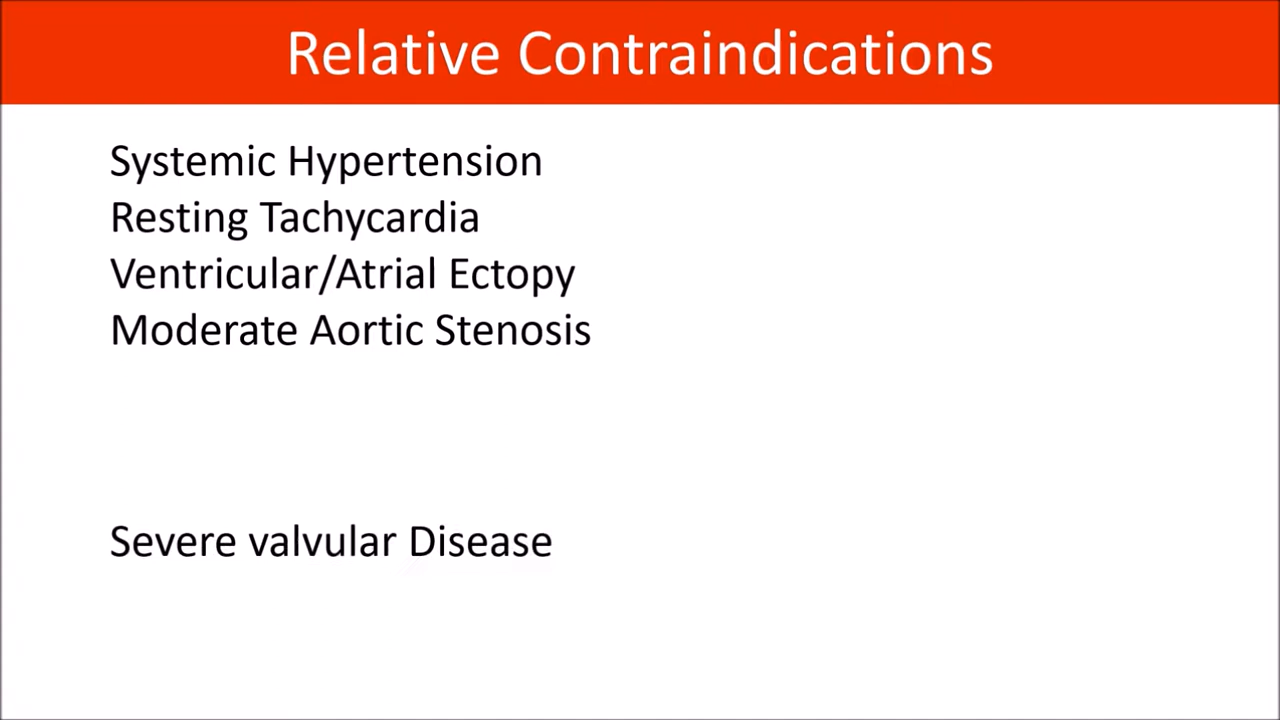 Relative Contraindications
Systemic Hypertension
Resting Tachycardia
Ventricular/Atrial Ectopy
Moderate Aortic Stenosis
Severe valvular Disease